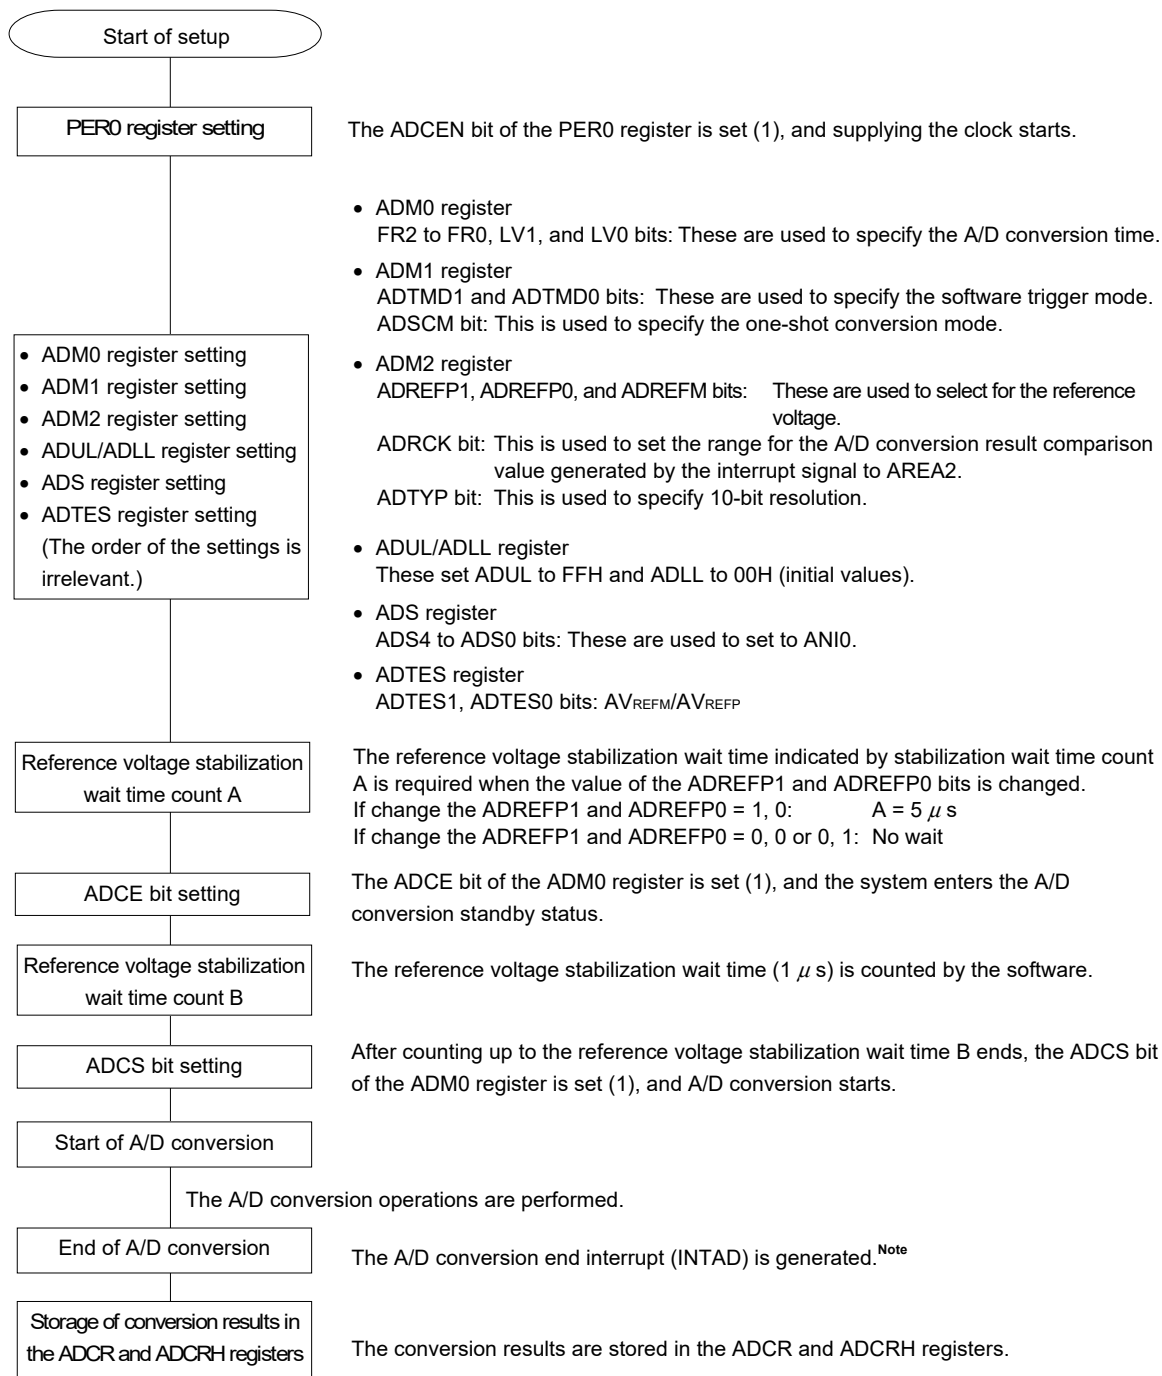 Start of setup
PER0 register setting
The ADCEN bit of the PER0 register is set (1), and supplying the clock starts.
• ADM0 register setting
• ADM1 register setting
• ADM2 register setting
• ADUL/ADLL register setting
• ADS register setting
• ADTES register setting
(The order of the settings is
irrelevant.)
• ADM0 register
FR2 to FR0, LV1, and LV0 bits: These are used to specify the A/D conversion time.
• ADM1 register
ADTMD1 and ADTMD0 bits: These are used to specify the software trigger mode.
ADSCM bit: This is used to specify the one-shot conversion mode.
• ADM2 register
ADREFP1, ADREFP0, and ADREFM bits: These are used to select for the reference
voltage.
ADRCK bit: This is used to set the range for the A/D conversion result comparison
value generated by the interrupt signal to AREA2.
ADTYP bit: This is used to specify 10-bit resolution.
• ADUL/ADLL register
These set ADUL to FFH and ADLL to 00H (initial values).
• ADS register
ADS4 to ADS0 bits: These are used to set to ANI0.
• ADTES register
ADTES1, ADTES0 bits: AVREFM/AVREFP
Reference voltage stabilization
wait time count A
The reference voltage stabilization wait time indicated by stabilization wait time count
A is required when the value of the ADREFP1 and ADREFP0 bits is changed.
If change the ADREFP1 and ADREFP0 = 1, 0: A = 5 μ s
If change the ADREFP1 and ADREFP0 = 0, 0 or 0, 1: No wait
ADCE bit setting
The ADCE bit of the ADM0 register is set (1), and the system enters the A/D
conversion standby status.
Reference voltage stabilization
wait time count B
The reference voltage stabilization wait time (1 μ s) is counted by the software.
ADCS bit setting
After counting up to the reference voltage stabilization wait time B ends, the ADCS bit
of the ADM0 register is set (1), and A/D conversion starts.
Start of A/D conversion
The A/D conversion operations are performed.
End of A/D conversion
The A/D conversion end interrupt (INTAD) is generated.Note
Storage of conversion results in
the ADCR and ADCRH registers
The conversion results are stored in the ADCR and ADCRH registers.